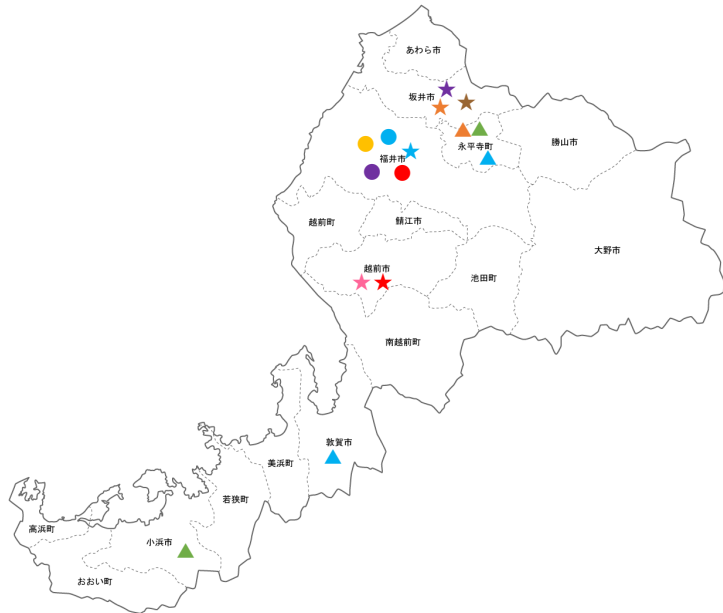 あわら市
坂井市
永平寺町
勝山市
福井市
越前町
鯖江市
大野市
越前市
池田町
南越前町
敦賀市
美浜町
若狭町
高浜町
小浜市
おおい町